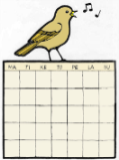 MA TI KE TO PE LA SU